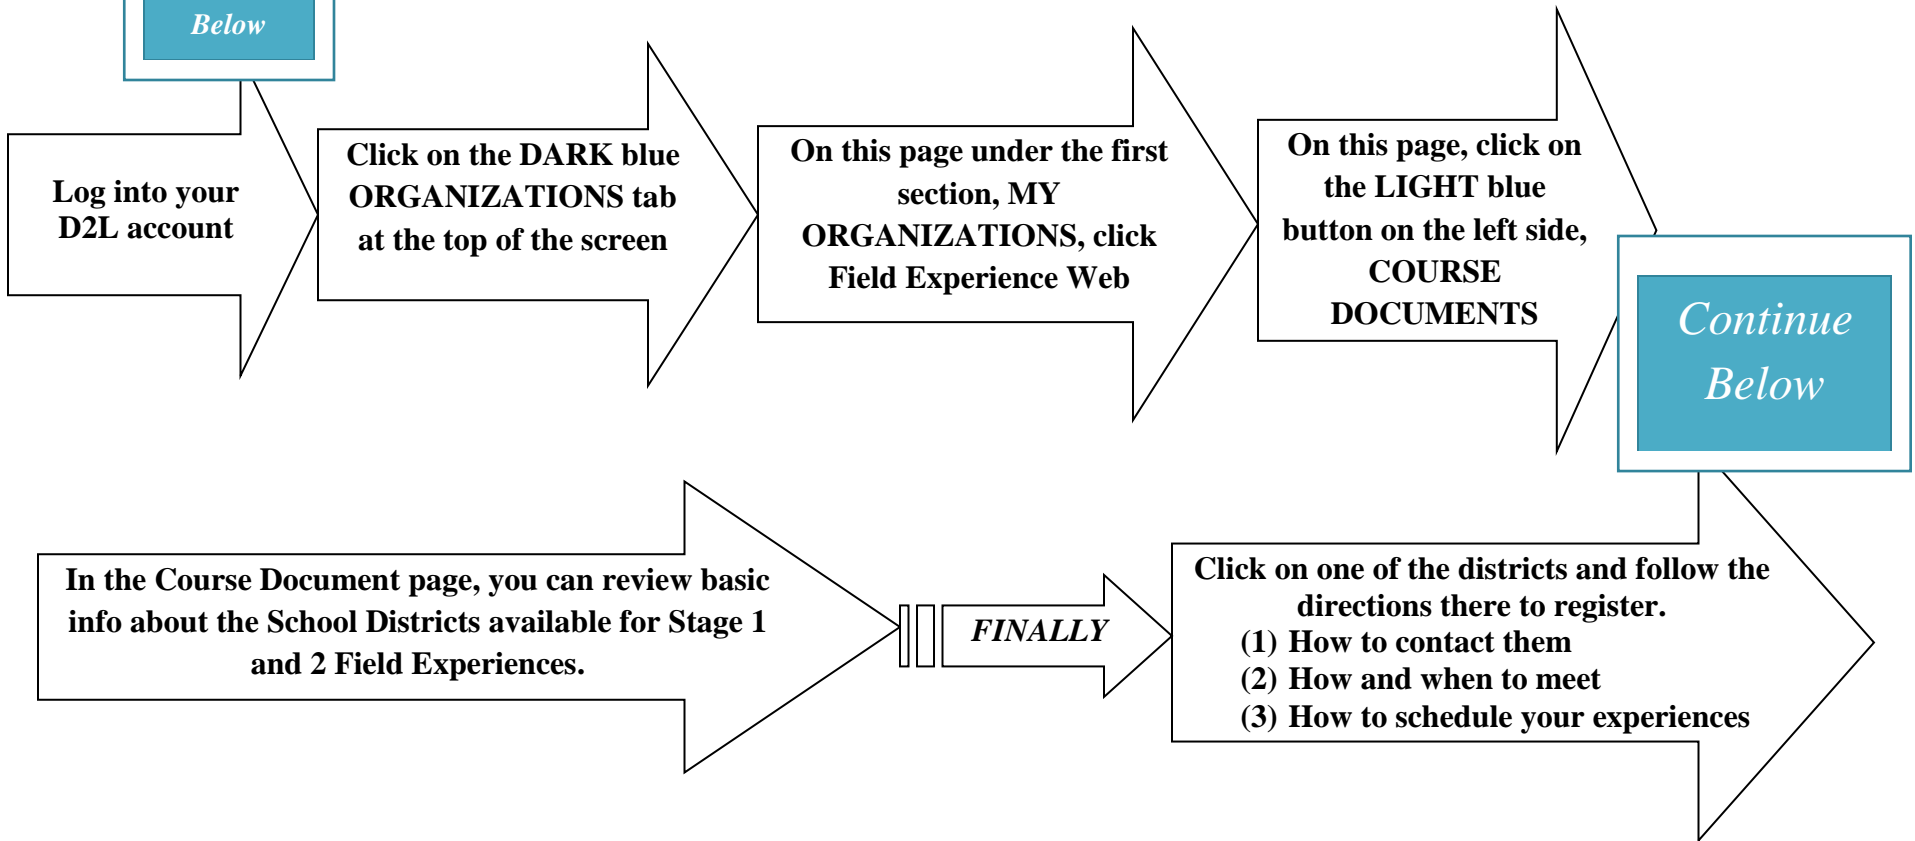 Below
Log into your
D2L account
Click on the DARK blue
ORGANIZATIONS tab
at the top of the screen
On this page under the first
section, MY
ORGANIZATIONS, click
Field Experience Web
On this page, click on
the LIGHT blue
button on the left side,
COURSE
DOCUMENTS
Continue
Below
In the Course Document page, you can review basic
info about the School Districts available for Stage 1
and 2 Field Experiences.
FINALLY
Click on one of the districts and follow the
directions there to register.
(1) How to contact them
(2) How and when to meet
(3) How to schedule your experiences